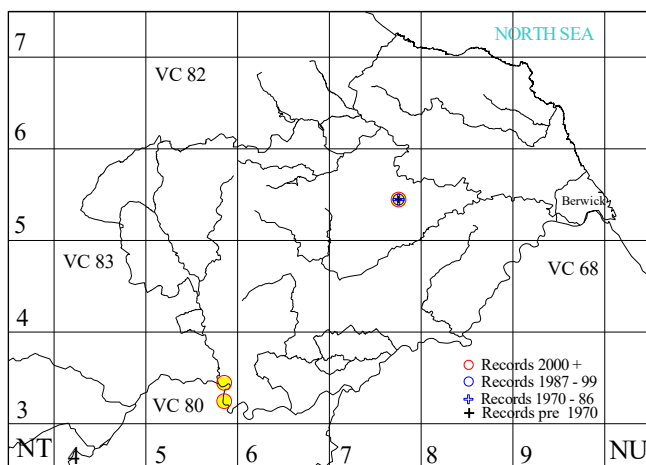 7
NORTH SEA
VC 82
6
Berwick
5
VC 83
VC 68
4
Records 2000 +
Records 1987 - 99
Records 1970 - 86
VC 80
Records pre 1970
3
NT 4 5 6 7 8 9 NU